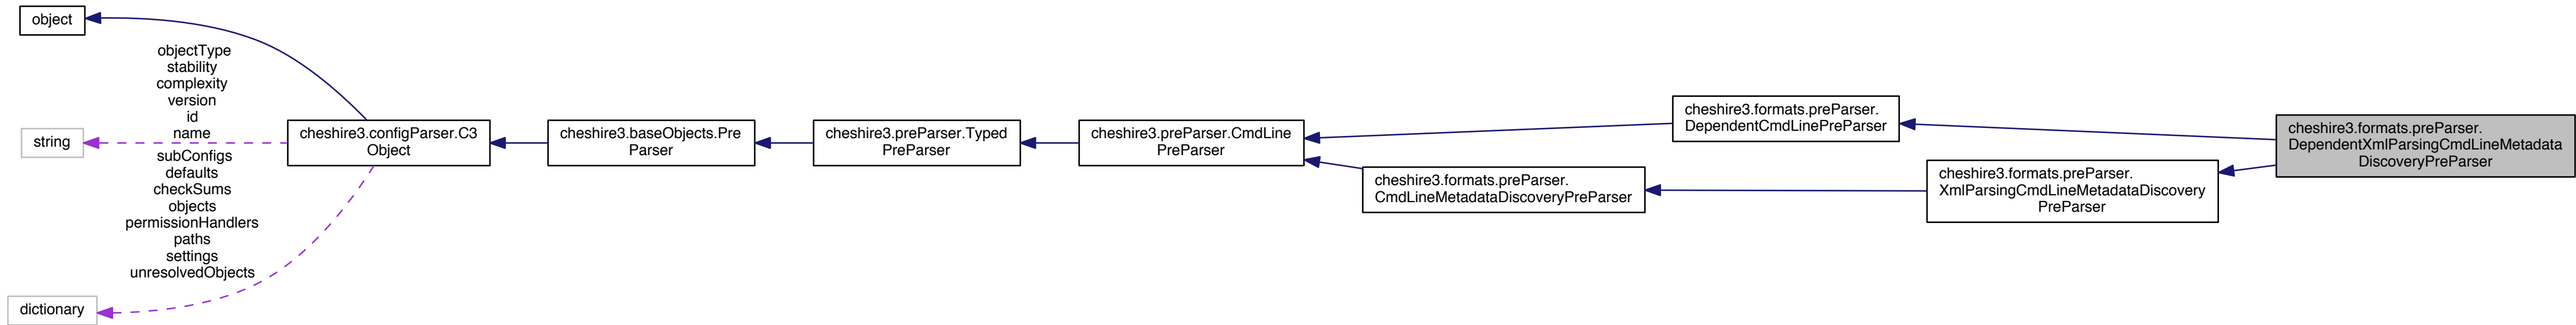 object
objectType
stability
complexity
version
id
name
string
subConfigs
defaults
checkSums
objects
permissionHandlers
paths
settings
unresolvedObjects
dictionary
cheshire3.configParser.C3
Object
cheshire3.baseObjects.Pre
Parser
cheshire3.preParser.Typed
PreParser
cheshire3.preParser.CmdLine
PreParser
cheshire3.formats.preParser.
DependentCmdLinePreParser
cheshire3.formats.preParser.
CmdLineMetadataDiscoveryPreParser
cheshire3.formats.preParser.
XmlParsingCmdLineMetadataDiscovery
PreParser
cheshire3.formats.preParser.
DependentXmlParsingCmdLineMetadata
DiscoveryPreParser